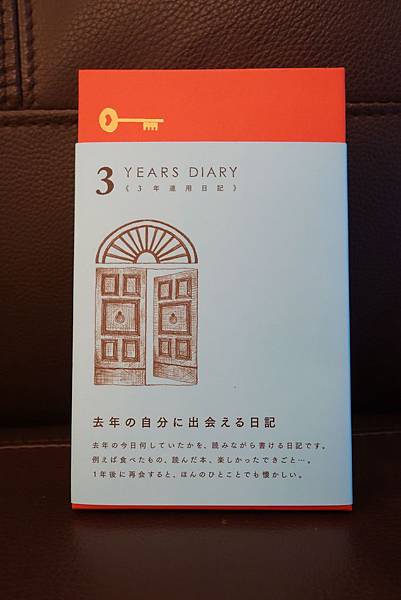 3 YEARS DIARY
《3年連用日記》
去年の自分に出会える日記
去年の今日何していたかを、読みながら書ける日記です。
例えば食べたもの、読んだ本、楽しかったできごと…。
1年後に再会すると、ほんのひとことでも懐かしい。